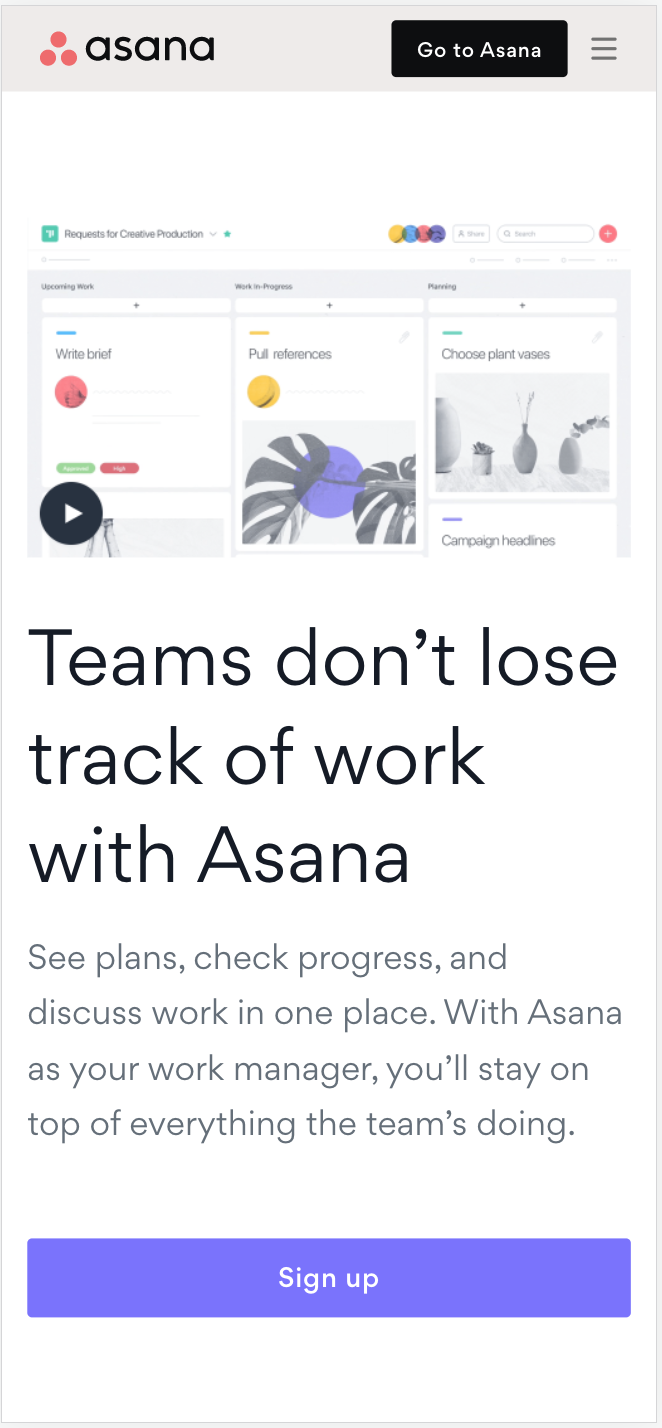 asana
Go to Asana
Requests for Creative Production
Share
Search
Upcoming Work
Work In-Progress
Planning
+
+
+
Write brief
Pull references
Choose plant vases
Approved
High
Campaign headlines
Teams don’t lose
track of work
with Asana
See plans, check progress, and
discuss work in one place. With Asana
as your work manager, you’ll stay on
top of everything the team’s doing.
Sign up